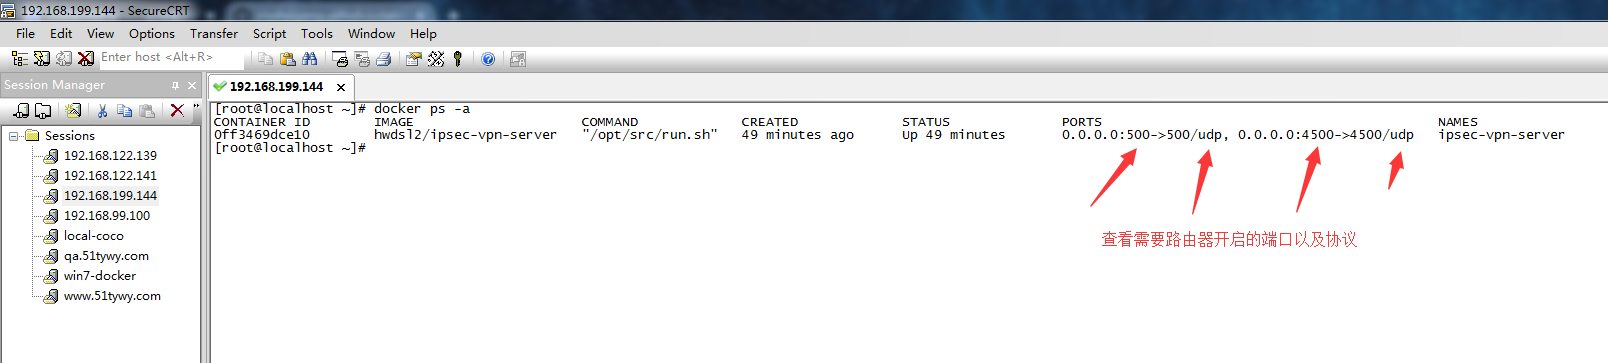 192.168.199.144 - SecureCRT
File Edit View Options Transfer Script Tools Window Help
Enter host <Alt+R>
Session Manager
192.168.199.144
Sessions
192.168.122.139
192.168.122.141
192.168.199.144
192.168.99.100
local-coco
qa.51tywy.com
win7-docker
www.51tywy.com
[root@localhost ~]# docker ps -a
CONTAINER ID IMAGE COMMAND CREATED STATUS PORTS NAMES
0ff3469dce10 hwdsl2/ipsec-vpn-server "/opt/src/run.sh" 49 minutes ago Up 49 minutes 0.0.0.0:500->500/udp, 0.0.0.0:4500->4500/udp ipsec-vpn-server
[root@localhost ~]#
查看需要路由器开启的端口以及协议